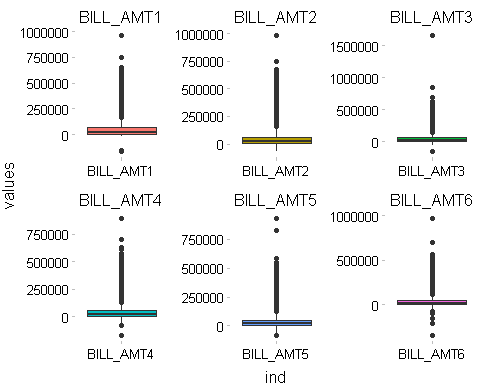 BILL_AMT1 BILL_AMT2 BILL_AMT3
1000000 1000000
750000 750000 1500000
500000 500000 1000000
250000 250000 500000
0 0 0
BILL_AMT1 BILL_AMT2 BILL_AMT3
values
BILL_AMT4 BILL_AMT5 BILL_AMT6
1000000
750000 750000
500000 500000 500000
250000 250000
0 0 0
BILL_AMT4 BILL_AMT5 BILL_AMT6
ind